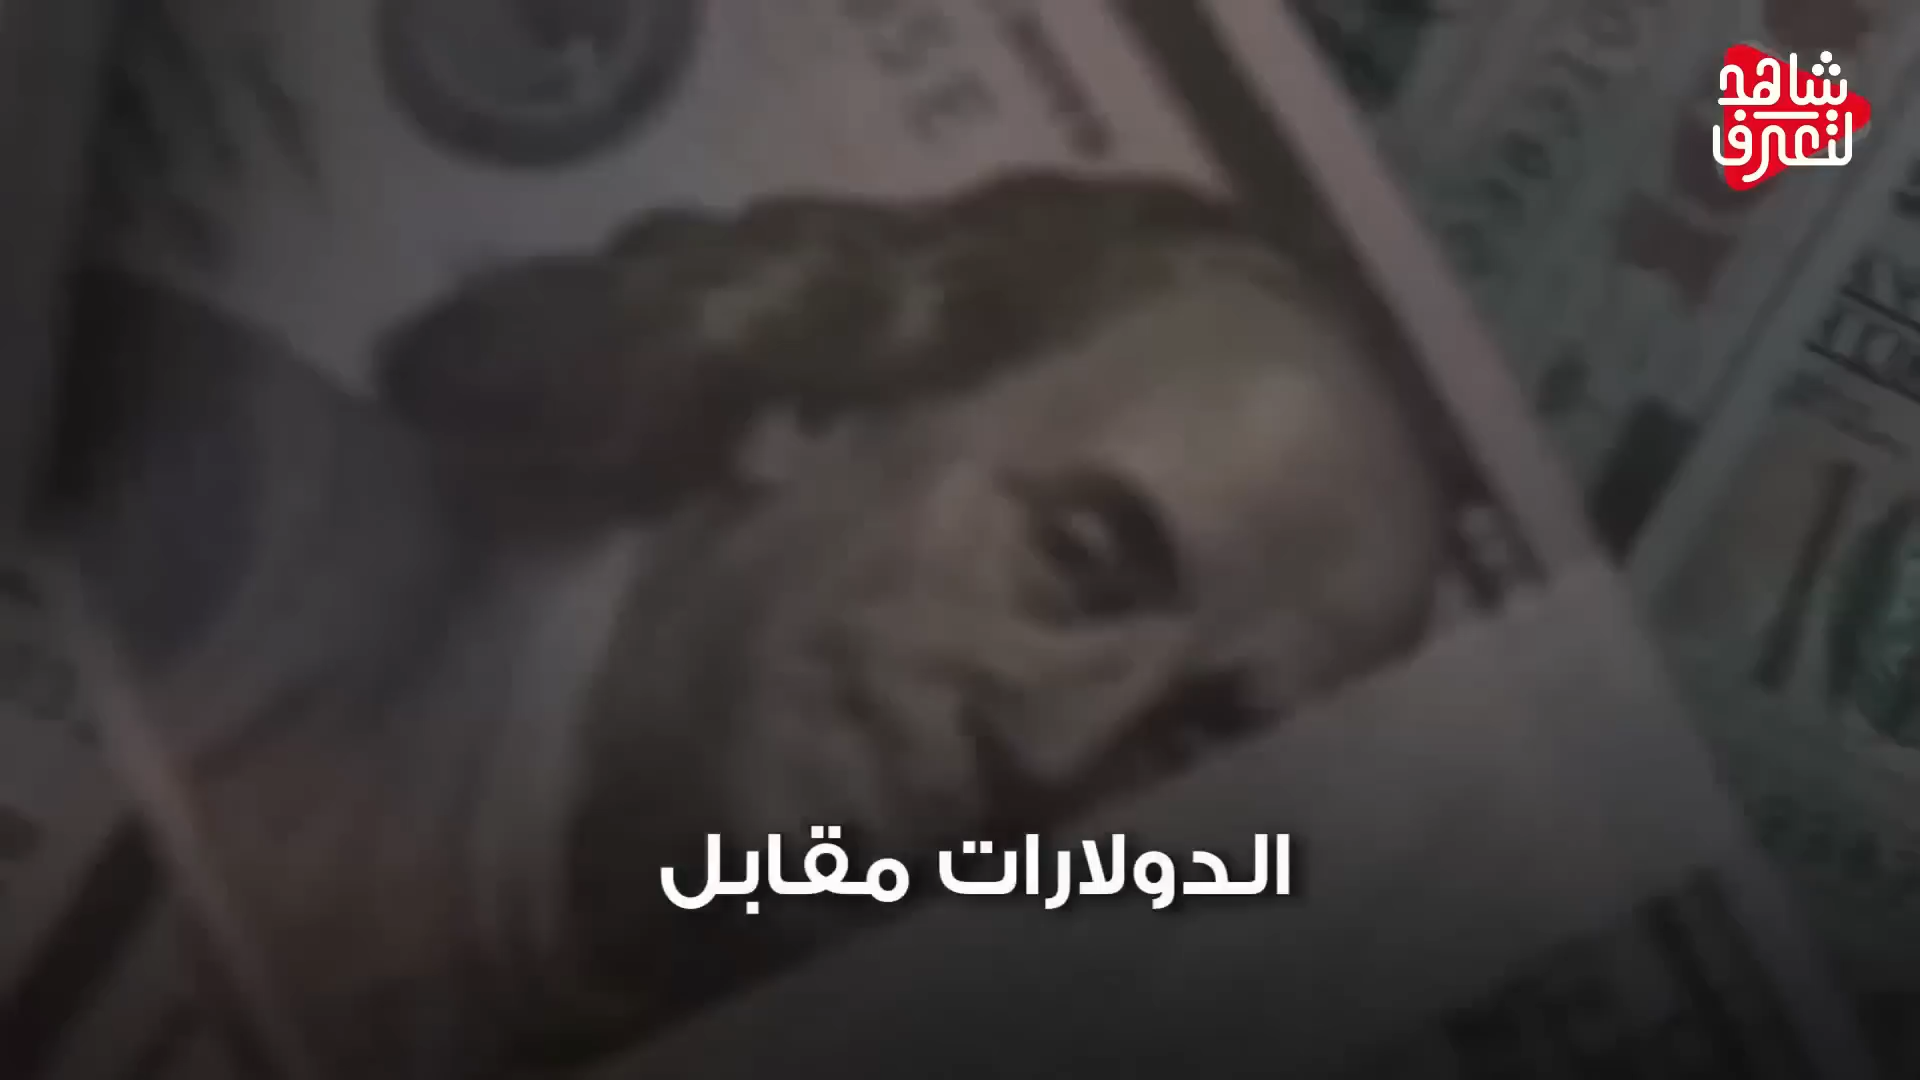 شاهد
لتعرف
الدولارات مقابل